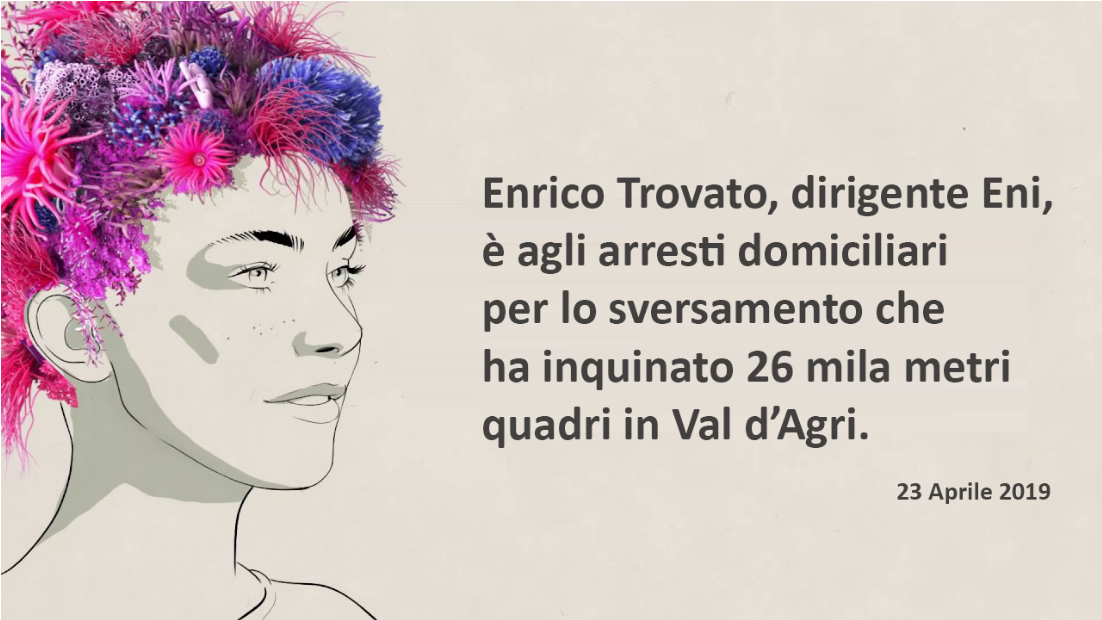 Enrico Trovato, dirigente Eni,
è agli arresti domiciliari
per lo sversamento che
ha inquinato 26 mila metri
quadri in Val d’Agri.
23 Aprile 2019